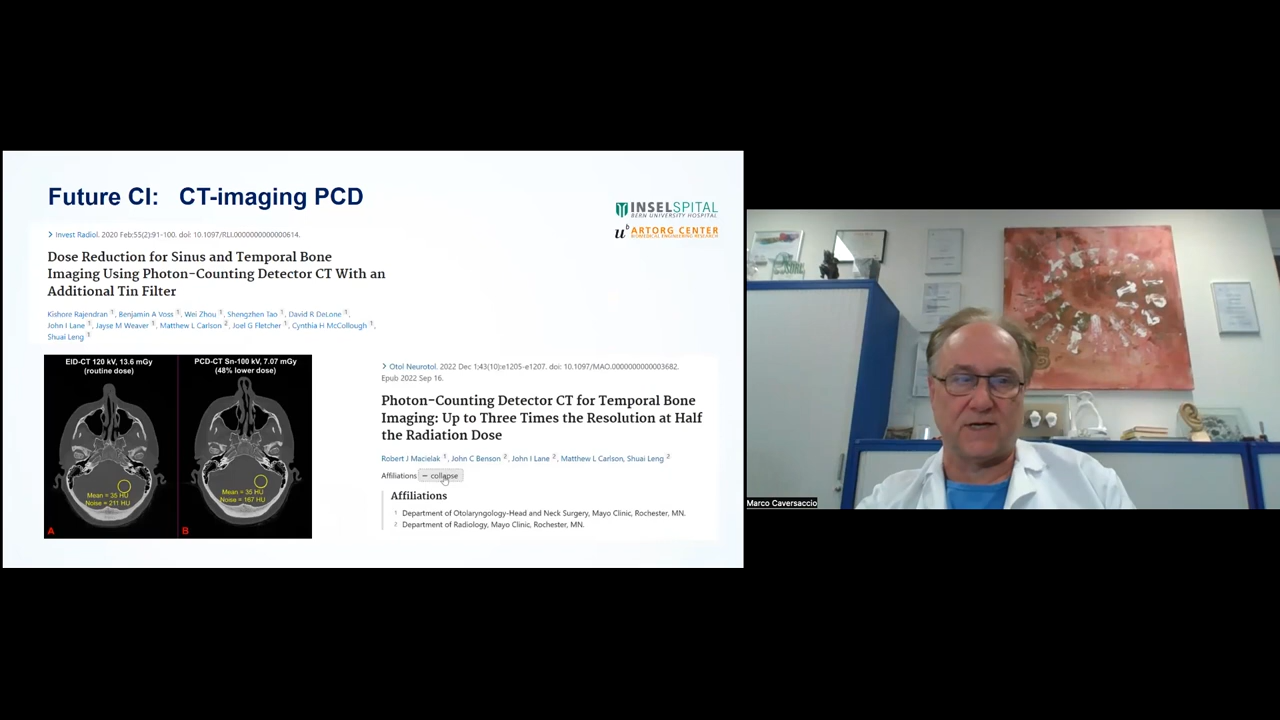 Future CI: CT-imaging PCD
INSELSPITAL
BERN UNIVERSITY HOSPITAL
u^b ARTORG CENTER
BIOMEDICAL ENGINEERING RESEARCH
Invest Radiol. 2020 Feb;55(2):91-100. doi: 10.1097/RLI.0000000000000614.
Dose Reduction for Sinus and Temporal Bone
Imaging Using Photon-Counting Detector CT With an
Additional Tin Filter
Kishore Rajendran 1, Benjamin A Voss 1, Wei Zhou 1, Shengzhen Tao 1, David R DeLone 1,
John I Lane 1, Jayse M Weaver 1, Matthew L Carlson 2, Joel G Fletcher 1, Cynthia H McCollough 1,
Shuai Leng 1
EID-CT 120 kV, 13.6 mGy
(routine dose)
PCD-CT Sn-100 kV, 7.07 mGy
(48% lower dose)
Mean = 35 HU
Noise = 211 HU
Mean = 35 HU
Noise = 167 HU
A
B
Otol Neurotol. 2022 Dec 1;43(10):e1205-e1207. doi: 10.1097/MAO.0000000000003682.
Epub 2022 Sep 16.
Photon-Counting Detector CT for Temporal Bone
Imaging: Up to Three Times the Resolution at Half
the Radiation Dose
Robert J Macielak 1, John C Benson 2, John I Lane 2, Matthew L Carlson, Shuai Leng 2
Affiliations − collapse
Affiliations
1 Department of Otolaryngology-Head and Neck Surgery, Mayo Clinic, Rochester, MN.
2 Department of Radiology, Mayo Clinic, Rochester, MN.
Marco Caversaccio